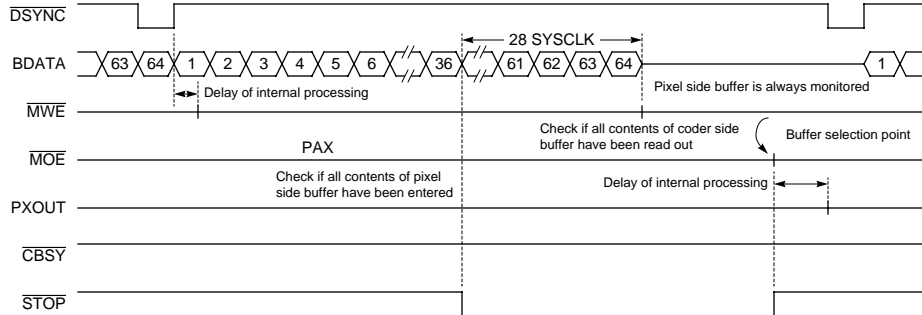 DSYNC
28 SYSCLK
BDATA 63 64 1 2 3 4 5 6 36 61 62 63 64 1
Delay of internal processing
Pixel side buffer is always monitored
MWE
Check if all contents of coder side
buffer have been read out
Buffer selection point
PAX
MOE
Check if all contents of pixel
side buffer have been entered
Delay of internal processing
PXOUT
CBSY
STOP